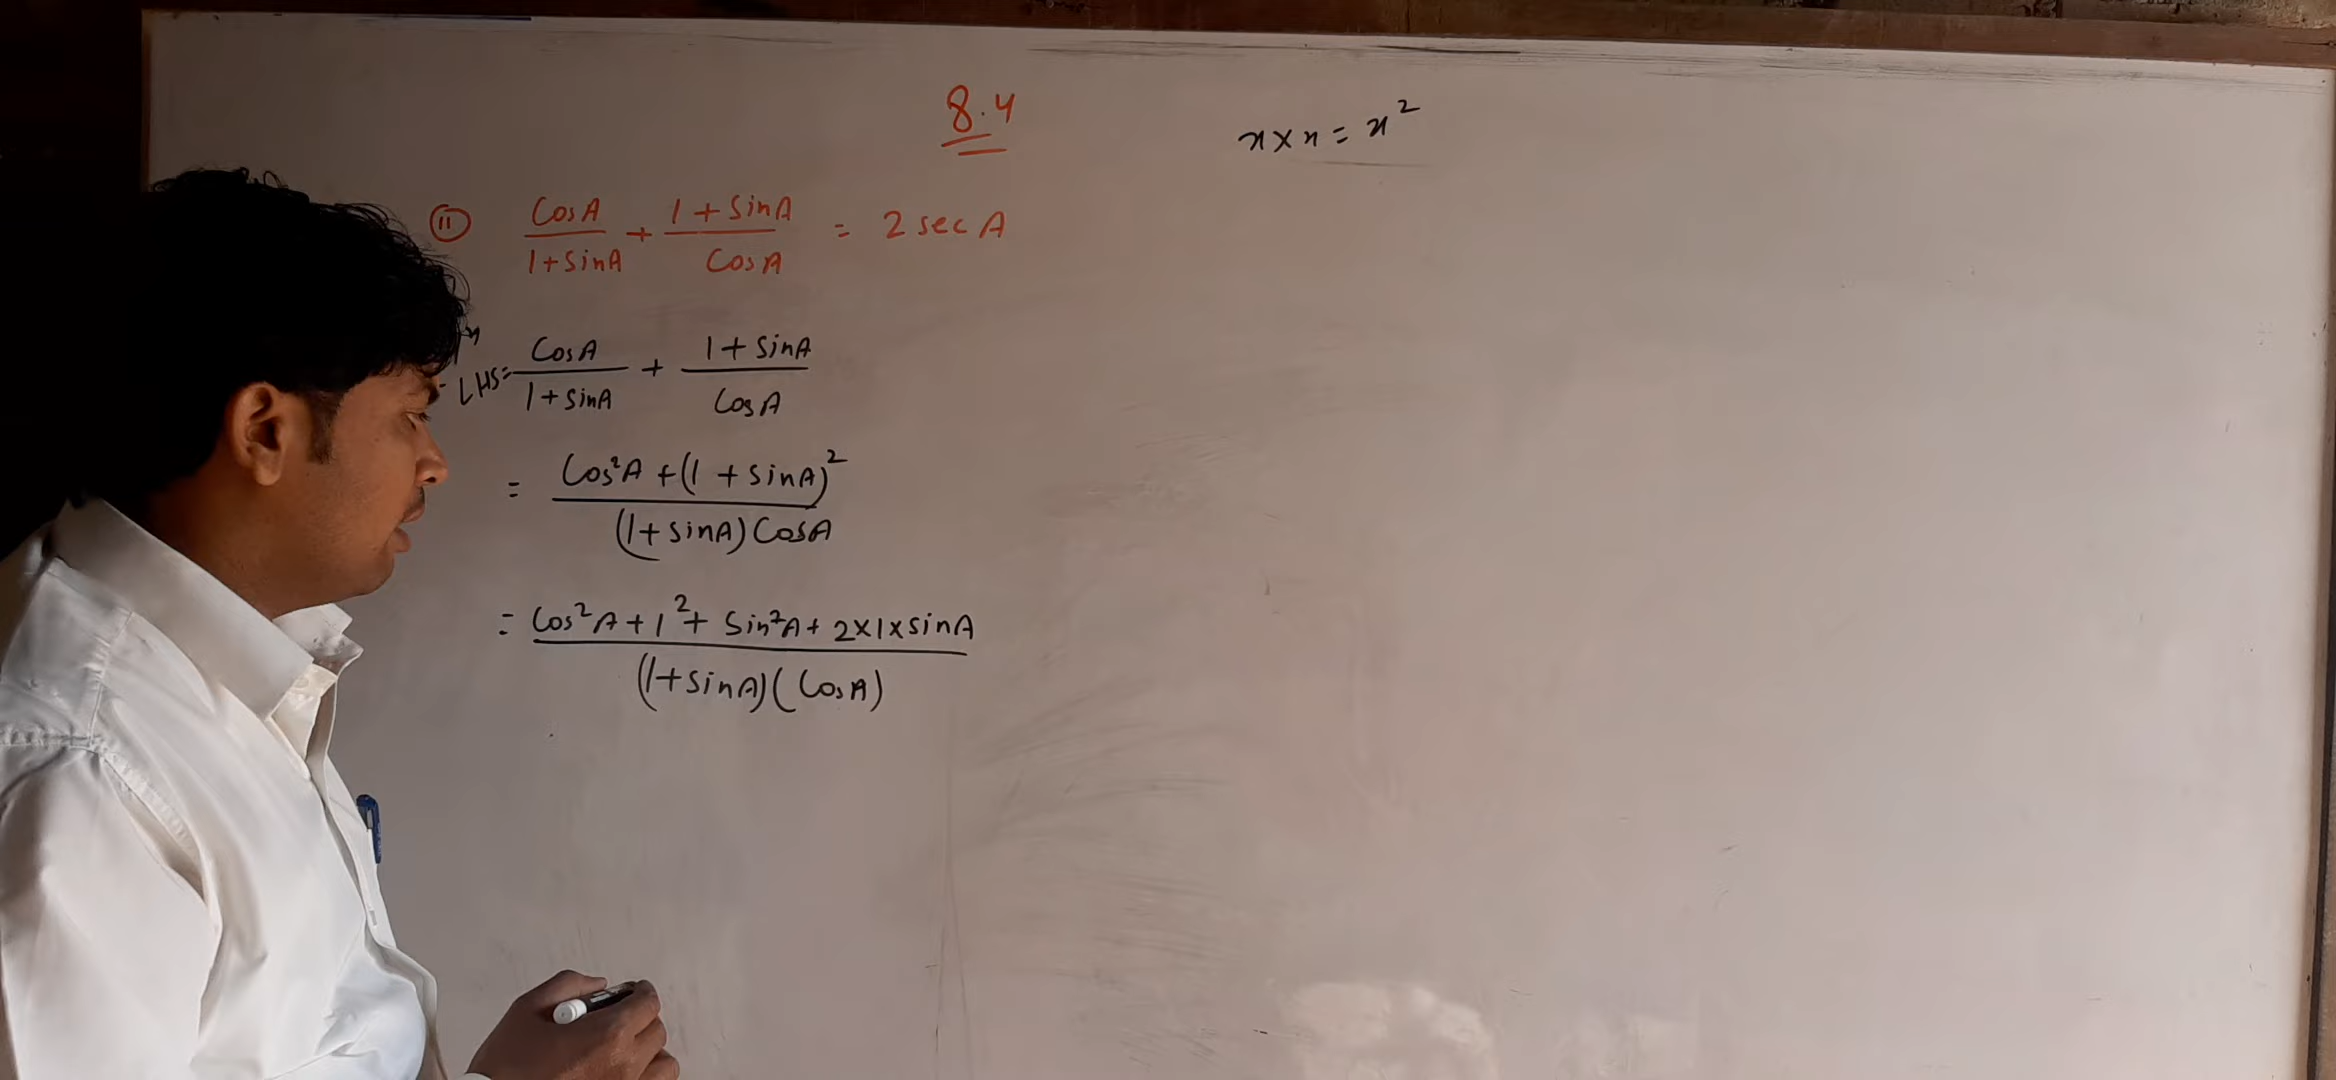 8.4
x × x = x²
(ii) CosA/(1+SinA) + (1+SinA)/CosA = 2 sec A
LHS = CosA/(1+SinA) + (1+SinA)/CosA
= (Cos²A + (1+sinA)²)/((1+sinA) CosA)
= (Cos²A + 1² + Sin²A + 2×1×sinA)/((1+sinA)(CosA))